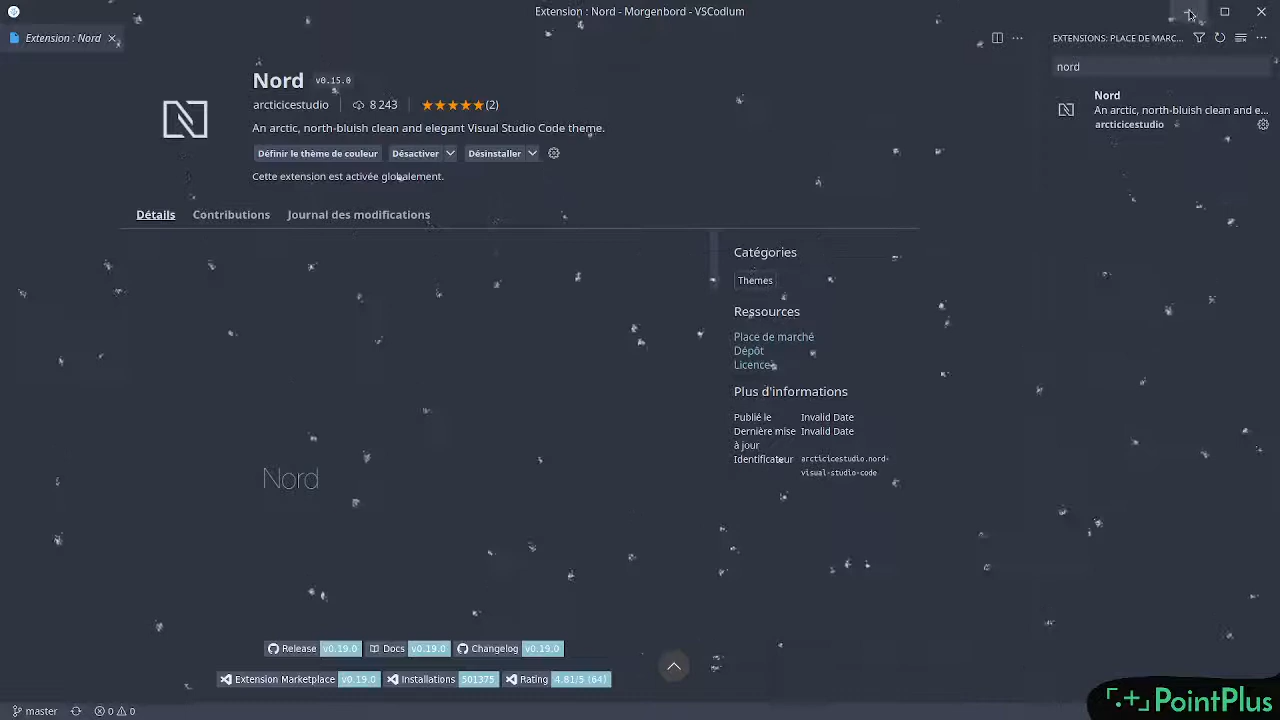 Extension : Nord - Morgenbord - VSCodium
Extension : Nord
EXTENSIONS: PLACE DE MARC...
nord
Nord
An arctic, north-bluish clean and e...
arcticicestudio
Nord v0.15.0
arcticicestudio 8 243 ★★★★★(2)
An arctic, north-bluish clean and elegant Visual Studio Code theme.
Définir le thème de couleur Désactiver Désinstaller
Cette extension est activée globalement.
Détails Contributions Journal des modifications
Catégories
Themes
Ressources
Place de marché
Dépôt
Licence
Plus d'informations
Publié le Invalid Date
Dernière mise à jour Invalid Date
Identificateur arcticicestudio.nord-
visual-studio-code
Nord
Release v0.19.0 Docs v0.19.0 Changelog v0.19.0
Extension Marketplace v0.19.0 Installations 501375 Rating 4.81/5 (64)
master 0 0
PointPlus